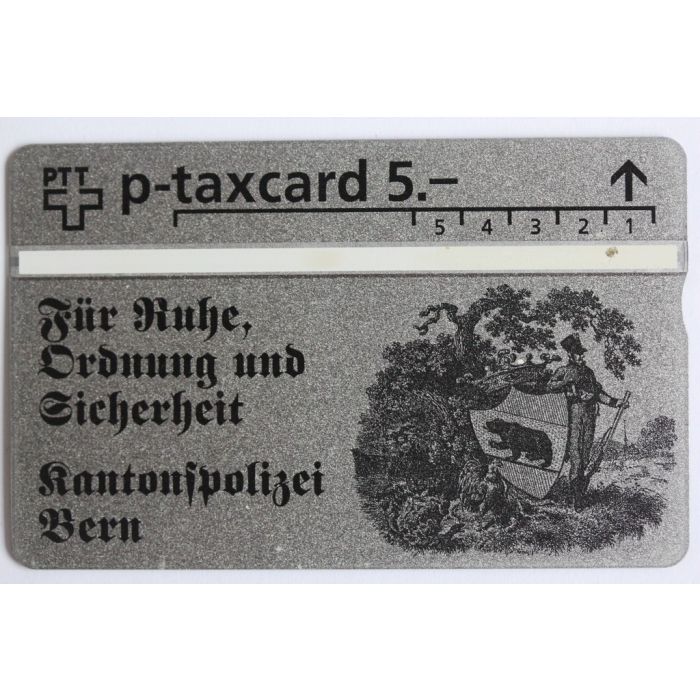 PTT
p-taxcard 5.–
5 4 3 2 1
Für Ruhe,
Ordnung und
Sicherheit
Kantonſpolizei
Bern